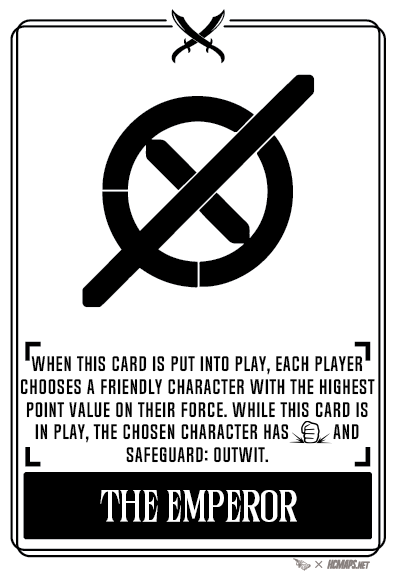 WHEN THIS CARD IS PUT INTO PLAY, EACH PLAYER
CHOOSES A FRIENDLY CHARACTER WITH THE HIGHEST
POINT VALUE ON THEIR FORCE. WHILE THIS CARD IS
IN PLAY, THE CHOSEN CHARACTER HAS AND
SAFEGUARD: OUTWIT.
THE EMPEROR
× HCMAPS.NET